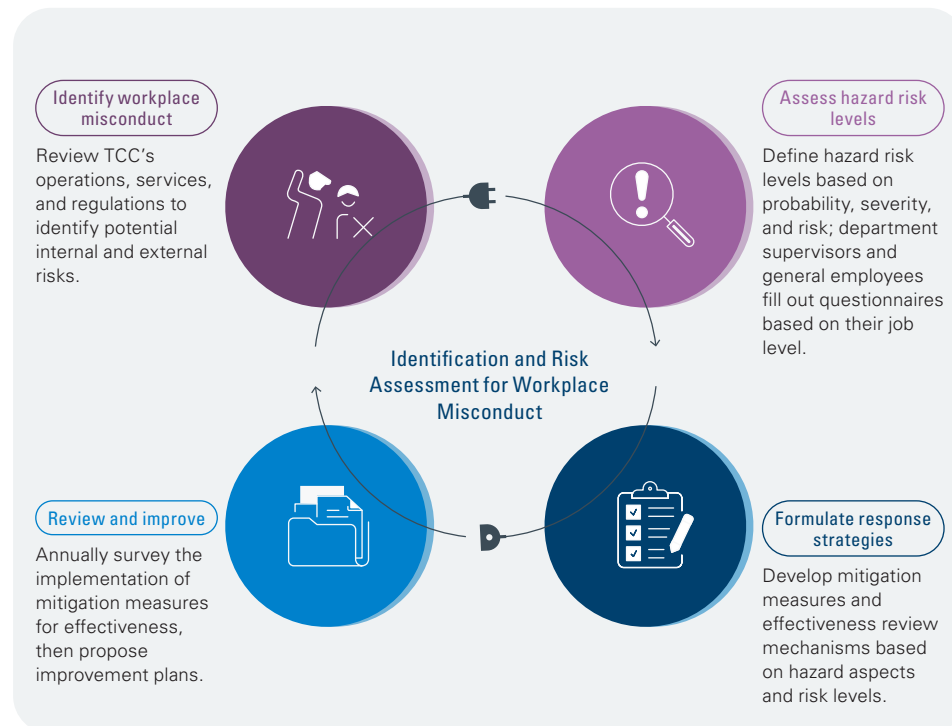 Identify workplace
misconduct
Review TCC's
operations, services,
and regulations to
identify potential
internal and external
risks.
Assess hazard risk
levels
Define hazard risk
levels based on
probability, severity,
and risk; department
supervisors and
general employees
fill out questionnaires
based on their job
level.
Identification and Risk
Assessment for Workplace
Misconduct
Review and improve
Annually survey the
implementation of
mitigation measures
for effectiveness,
then propose
improvement plans.
Formulate response
strategies
Develop mitigation
measures and
effectiveness review
mechanisms based
on hazard aspects
and risk levels.